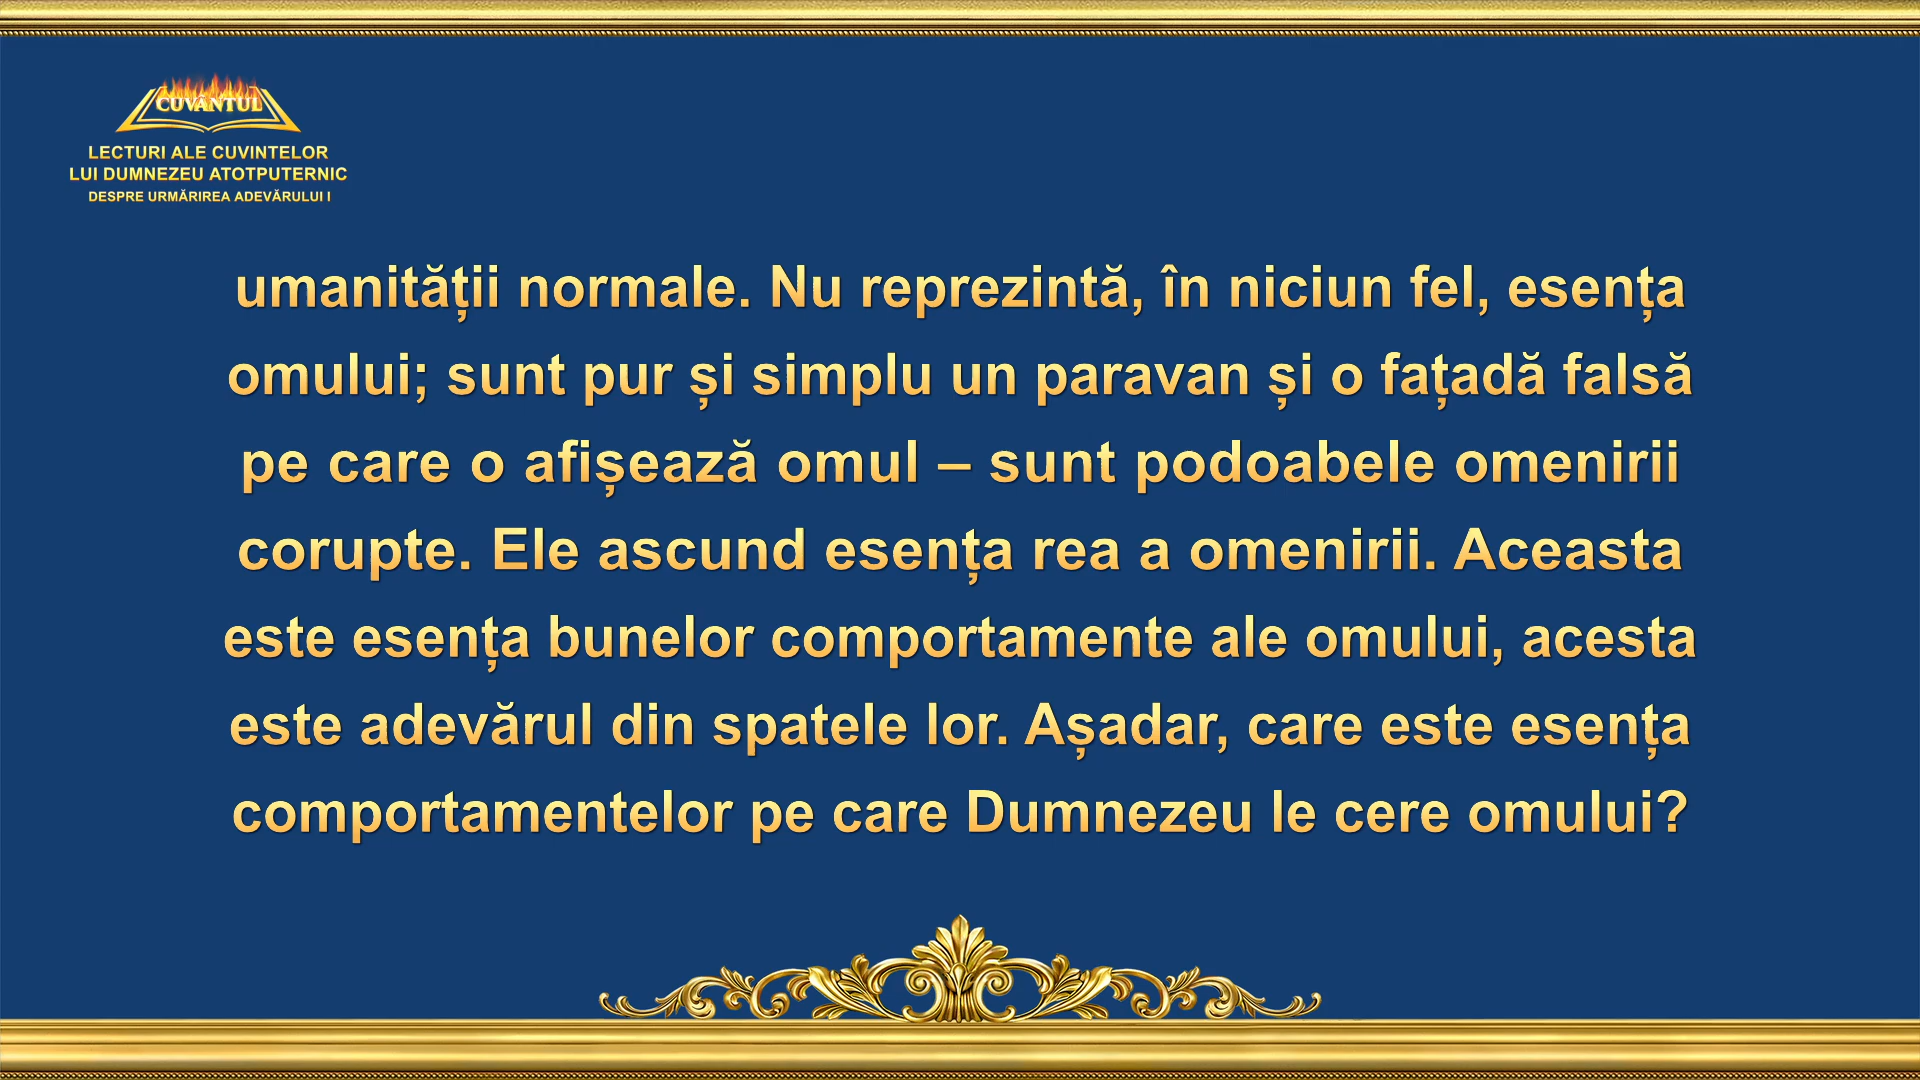 CUVÂNTUL
LECTURI ALE CUVINTELOR
LUI DUMNEZEU ATOTPUTERNIC
DESPRE URMĂRIREA ADEVĂRULUI I
umanității normale. Nu reprezintă, în niciun fel, esența
omului; sunt pur și simplu un paravan și o fațadă falsă
pe care o afișează omul – sunt podoabele omenirii
corupte. Ele ascund esența rea a omenirii. Aceasta
este esența bunelor comportamente ale omului, acesta
este adevărul din spatele lor. Așadar, care este esența
comportamentelor pe care Dumnezeu le cere omului?